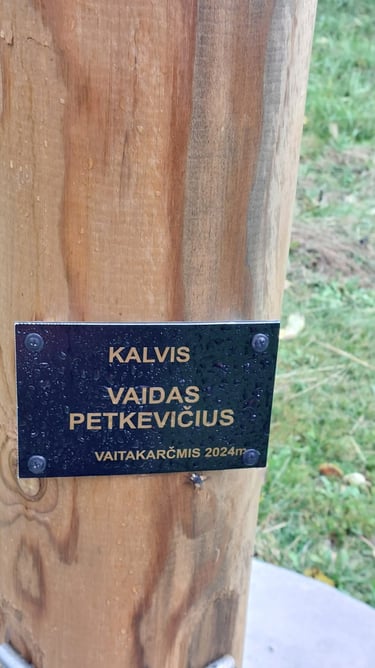 KALVIS
VAIDAS
PETKEVIČIUS
VAITAKARČMIS 2024m